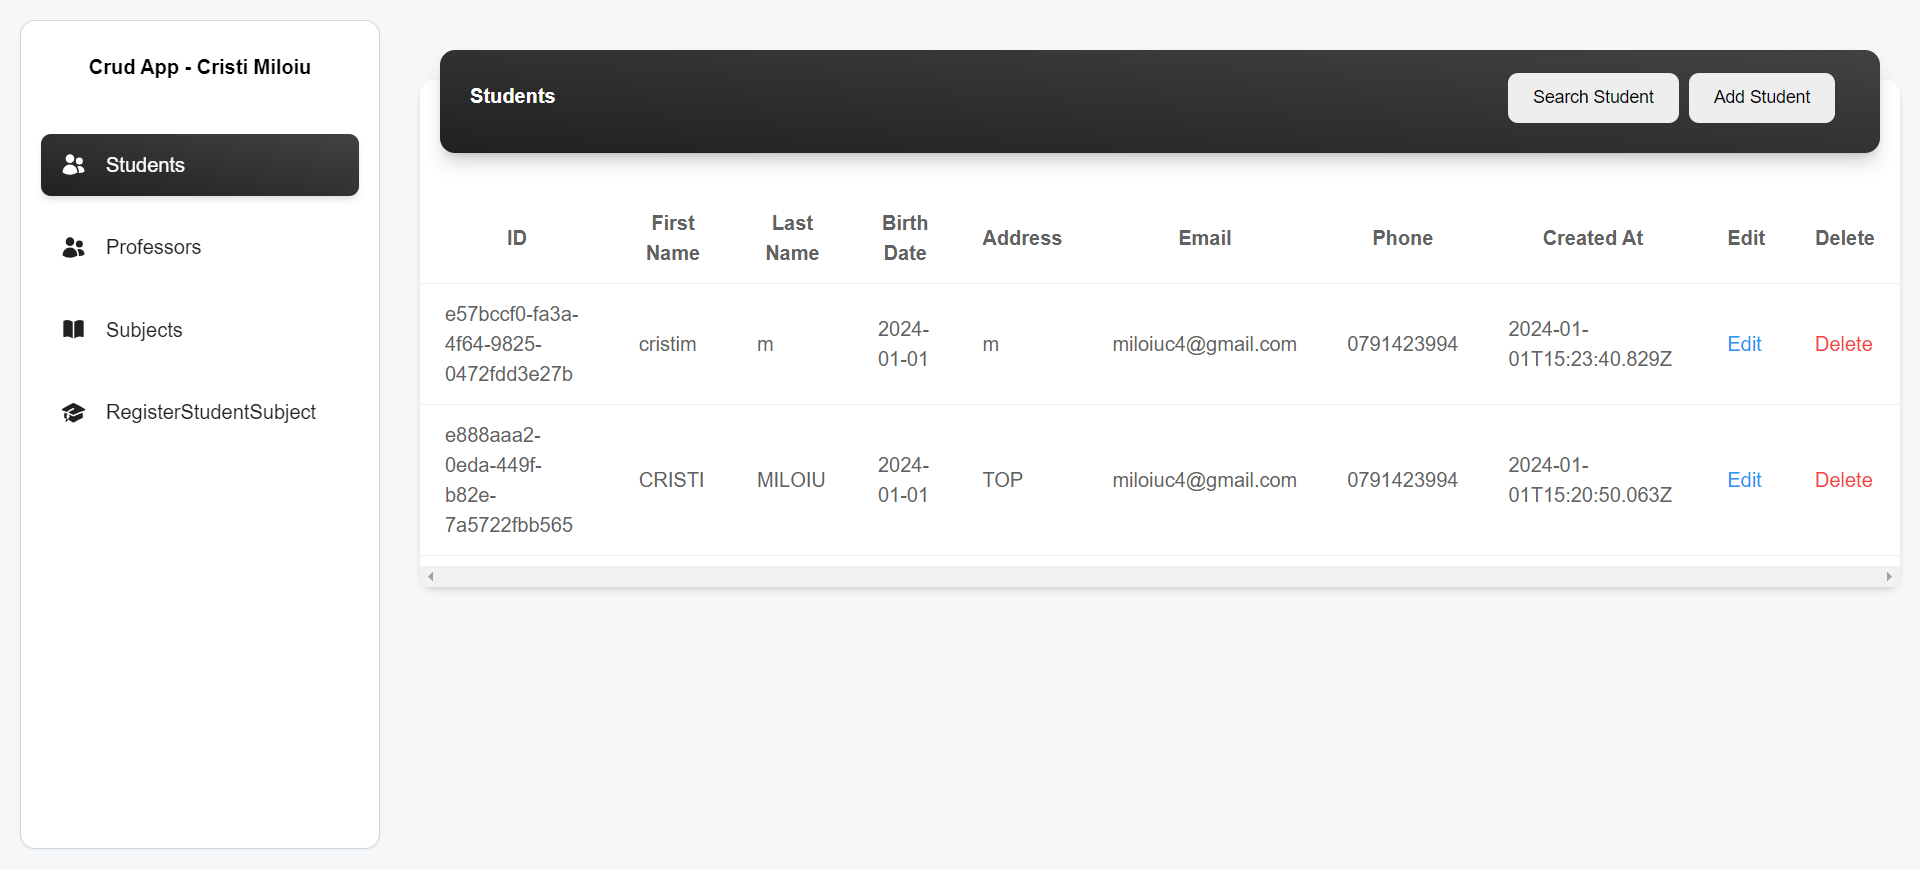 Crud App - Cristi Miloiu
Students
Professors
Subjects
RegisterStudentSubject
Students
Search Student
Add Student
ID
First
Name
Last
Name
Birth
Date
Address
Email
Phone
Created At
Edit
Delete
e57bccf0-fa3a-
4f64-9825-
0472fdd3e27b
cristim
m
2024-
01-01
m
miloiuc4@gmail.com
0791423994
2024-01-
01T15:23:40.829Z
Edit
Delete
e888aaa2-
0eda-449f-
b82e-
7a5722fbb565
CRISTI
MILOIU
2024-
01-01
TOP
miloiuc4@gmail.com
0791423994
2024-01-
01T15:20:50.063Z
Edit
Delete